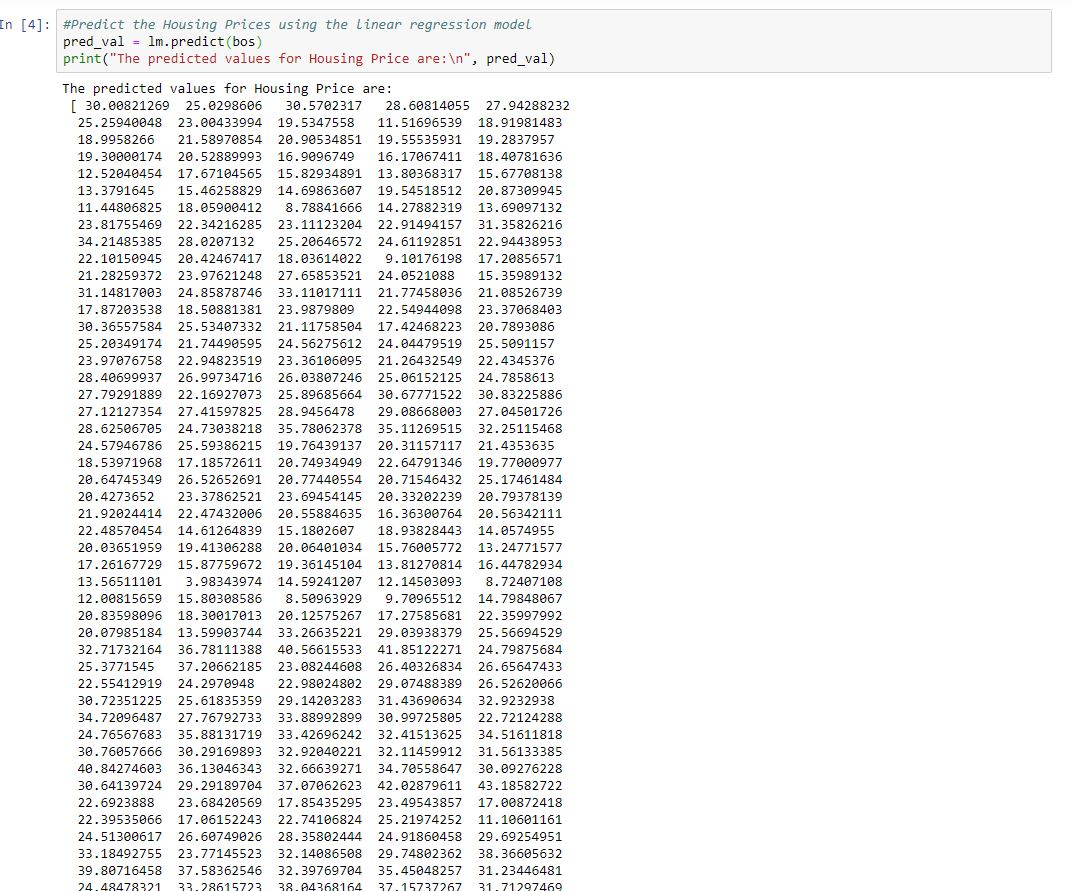 In [4]: #Predict the Housing Prices using the linear regression model
pred_val = lm.predict(bos)
print("The predicted values for Housing Price are:\n", pred_val)
The predicted values for Housing Price are:
[ 30.00821269 25.0298606 30.5702317 28.60814055 27.94288232
25.25940048 23.00433994 19.5347558 11.51696539 18.91981483
18.9958266 21.58970854 20.90534851 19.55535931 19.2837957
19.30000174 20.52889993 16.9096749 16.17067411 18.40781636
12.52040454 17.67104565 15.82934891 13.80368317 15.67708138
13.3791645 15.46258829 14.69863607 19.54518512 20.87309945
11.44806825 18.05900412 8.78841666 14.27882319 13.69097132
23.81755469 22.34216285 23.11123204 22.91494157 31.35826216
34.21485385 28.0207132 25.20646572 24.61192851 22.94438953
22.10150945 20.42467417 18.03614022 9.10176198 17.20856571
21.28259372 23.97621248 27.65853521 24.0521088 15.35989132
31.14817003 24.85878746 33.11017111 21.77458036 21.08526739
17.87203538 18.50881381 23.9879809 22.54944098 23.37068403
30.36557584 25.53407332 21.11758504 17.42468223 20.7893086
25.20349174 21.74490595 24.56275612 24.04479519 25.5091157
23.97076758 22.94823519 23.36106095 21.26432549 22.4345376
28.40699937 26.99734716 26.03807246 25.06152125 24.7858613
27.79291889 22.16927073 25.89685664 30.67771522 30.83225886
27.12127354 27.41597825 28.9456478 29.08668003 27.04501726
28.62506705 24.73038218 35.78062378 35.11269515 32.25115468
24.57946786 25.59386215 19.76439137 20.31157117 21.4353635
18.53971968 17.18572611 20.74934949 22.64791346 19.77000977
20.64745349 26.52652691 20.77440554 20.71546432 25.17461484
20.4273652 23.37862521 23.69454145 20.33202239 20.79378139
21.92024414 22.47432006 20.55884635 16.36300764 20.56342111
22.48570454 14.61264839 15.1802607 18.93828443 14.0574955
20.03651959 19.41306288 20.06401034 15.76005772 13.24771577
17.26167729 15.87759672 19.36145104 13.81270814 16.44782934
13.56511101 3.98343974 14.59241207 12.14503093 8.72407108
12.00815659 15.80308586 8.50963929 9.70965512 14.79848067
20.83598096 18.30017013 20.12575267 17.27585681 22.35997992
20.07985184 13.59903744 33.26635221 29.03938379 25.56694529
32.71732164 36.78111388 40.56615533 41.85122271 24.79875684
25.3771545 37.20662185 23.08244608 26.40326834 26.65647433
22.55412919 24.2970948 22.98024802 29.07488389 26.52620066
30.72351225 25.61835359 29.14203283 31.43690634 32.9232938
34.72096487 27.76792733 33.88992899 30.99725805 22.72124288
24.76567683 35.88131719 33.42696242 32.41513625 34.51611818
30.76057666 30.29169893 32.92040221 32.11459912 31.56133385
40.84274603 36.13046343 32.66639271 34.70558647 30.09276228
30.64139724 29.29189704 37.07062623 42.02879611 43.18582722
22.6923888 23.68420569 17.85435295 23.49543857 17.00872418
22.39535066 17.06152243 22.74106824 25.21974252 11.10601161
24.51300617 26.60749026 28.35802444 24.91860458 29.69254951
33.18492755 23.77145523 32.14086508 29.74802362 38.36605632
39.80716458 37.58362546 32.39769704 35.45048257 31.23446481
24.48478321 33.28615723 38.04368164 37.15737267 31.71297469